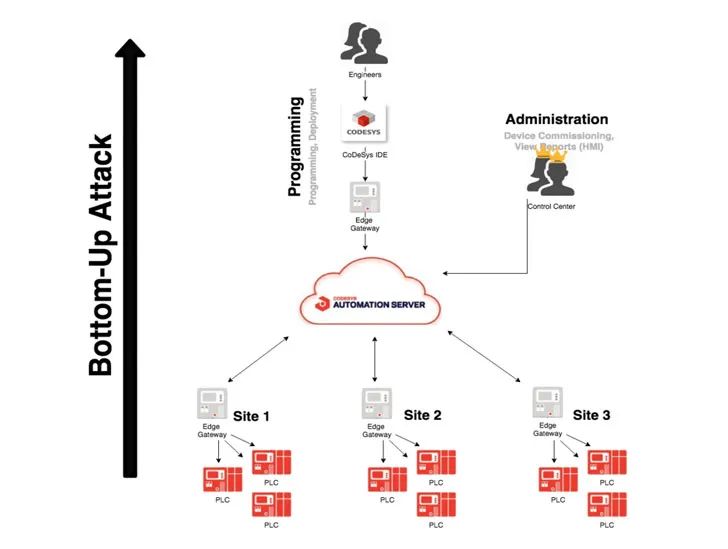 Bottom-Up Attack
Engineers
CODESYS
CoDeSys IDE
Programming
Programming, Deployment
Edge
Gateway
Administration
Device Commissioning,
View Reports (HMI)
Control Center
CODESYS
AUTOMATION SERVER
Edge
Gateway
Site 1
PLC
PLC
PLC
Edge
Gateway
Site 2
PLC
PLC
PLC
Edge
Gateway
Site 3
PLC
PLC
PLC